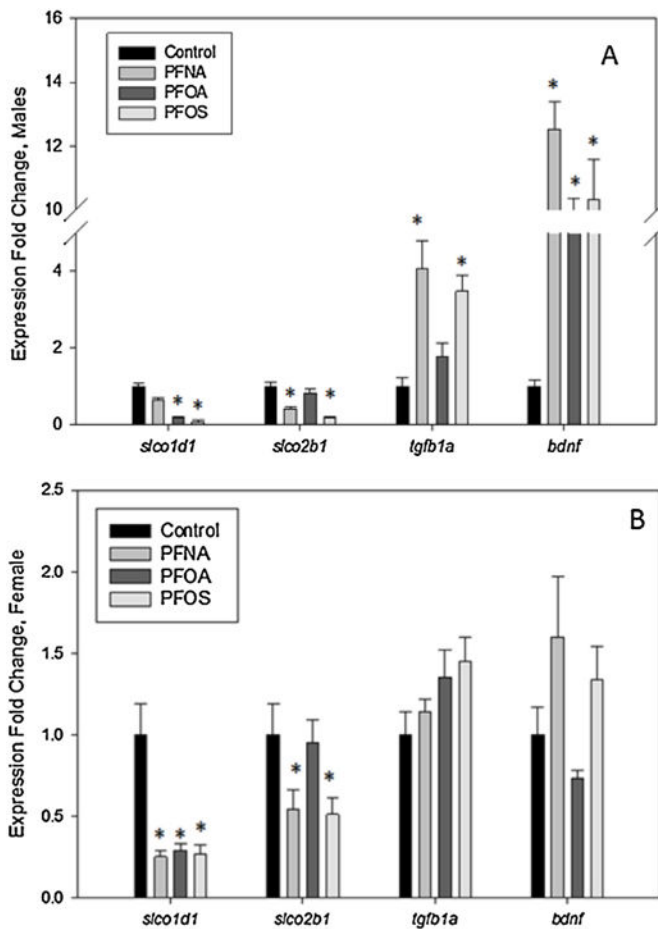 16
14
12
10
4
2
0
Expression Fold Change, Males
Control
PFNA
PFOA
PFOS
A
* * * * * * * * *
slco1d1 slco2b1 tgfb1a bdnf
2.5
2.0
1.5
1.0
0.5
0.0
Expression Fold Change, Female
Control
PFNA
PFOA
PFOS
B
* * * * *
slco1d1 slco2b1 tgfb1a bdnf